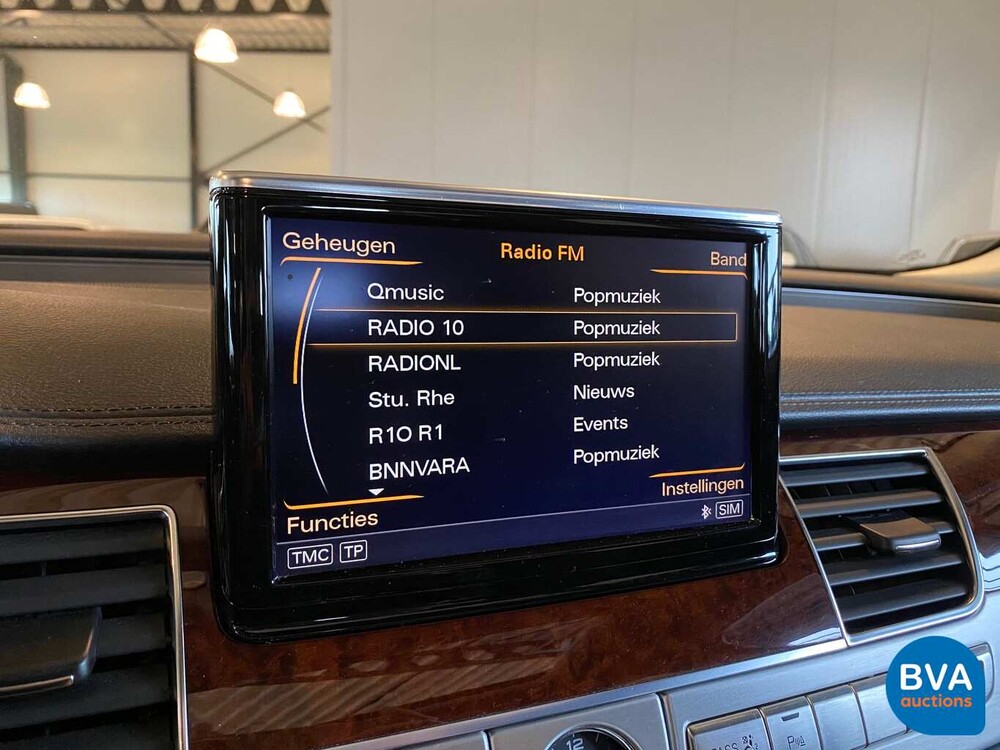 Geheugen
Radio FM
Band
Qmusic Popmuziek
RADIO 10 Popmuziek
RADIONL Popmuziek
Stu. Rhe Nieuws
R10 R1 Events
BNNVARA Popmuziek
Functies
Instellingen
TMC TP
SIM
12
BVA
auctions